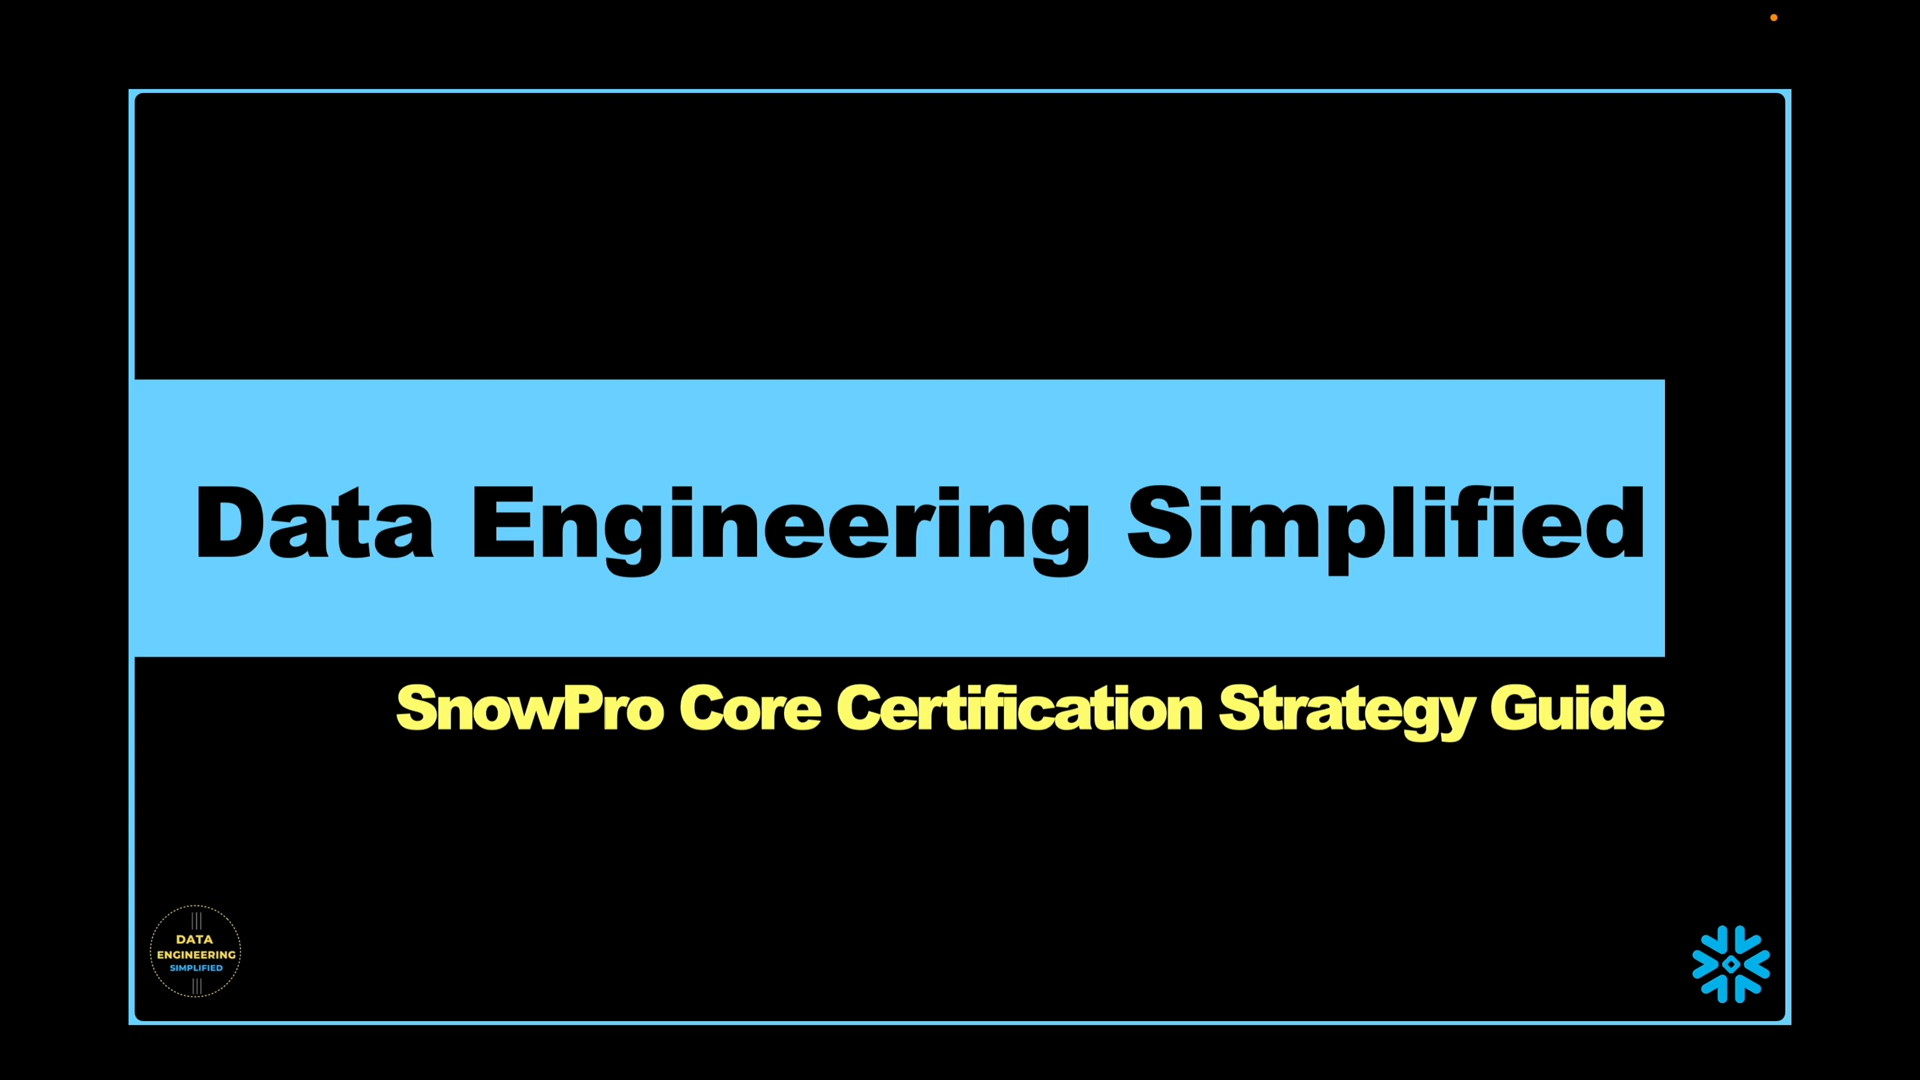 Data Engineering Simplified
SnowPro Core Certification Strategy Guide
DATA
ENGINEERING
SIMPLIFIED